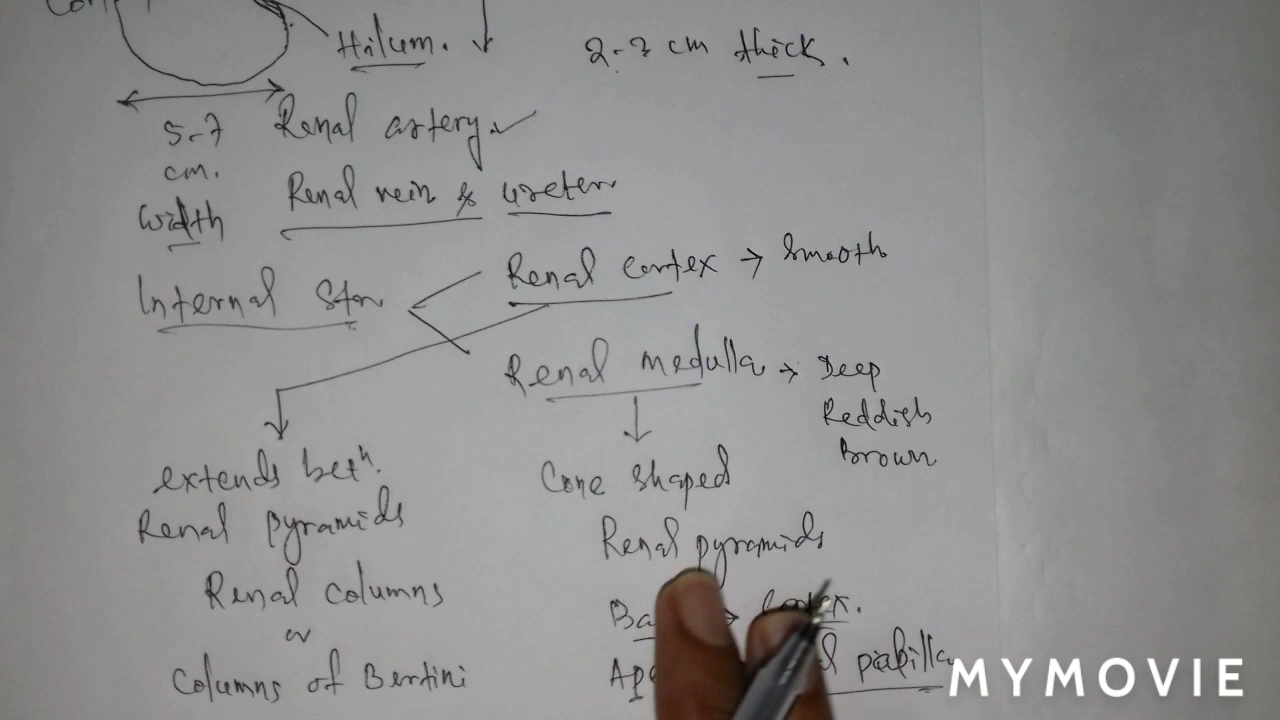 Hilum.
2-3 cm thick.
5-7 Renal artery
cm.
width Renal vein & ureter
Internal Str
Renal cortex → Smooth
Renal medulla → Deep
Reddish
Brown
extends betn.
Renal pyramids
Renal columns
or
Columns of Bertini
Cone shaped
Renal pyramids
MYMOVIE